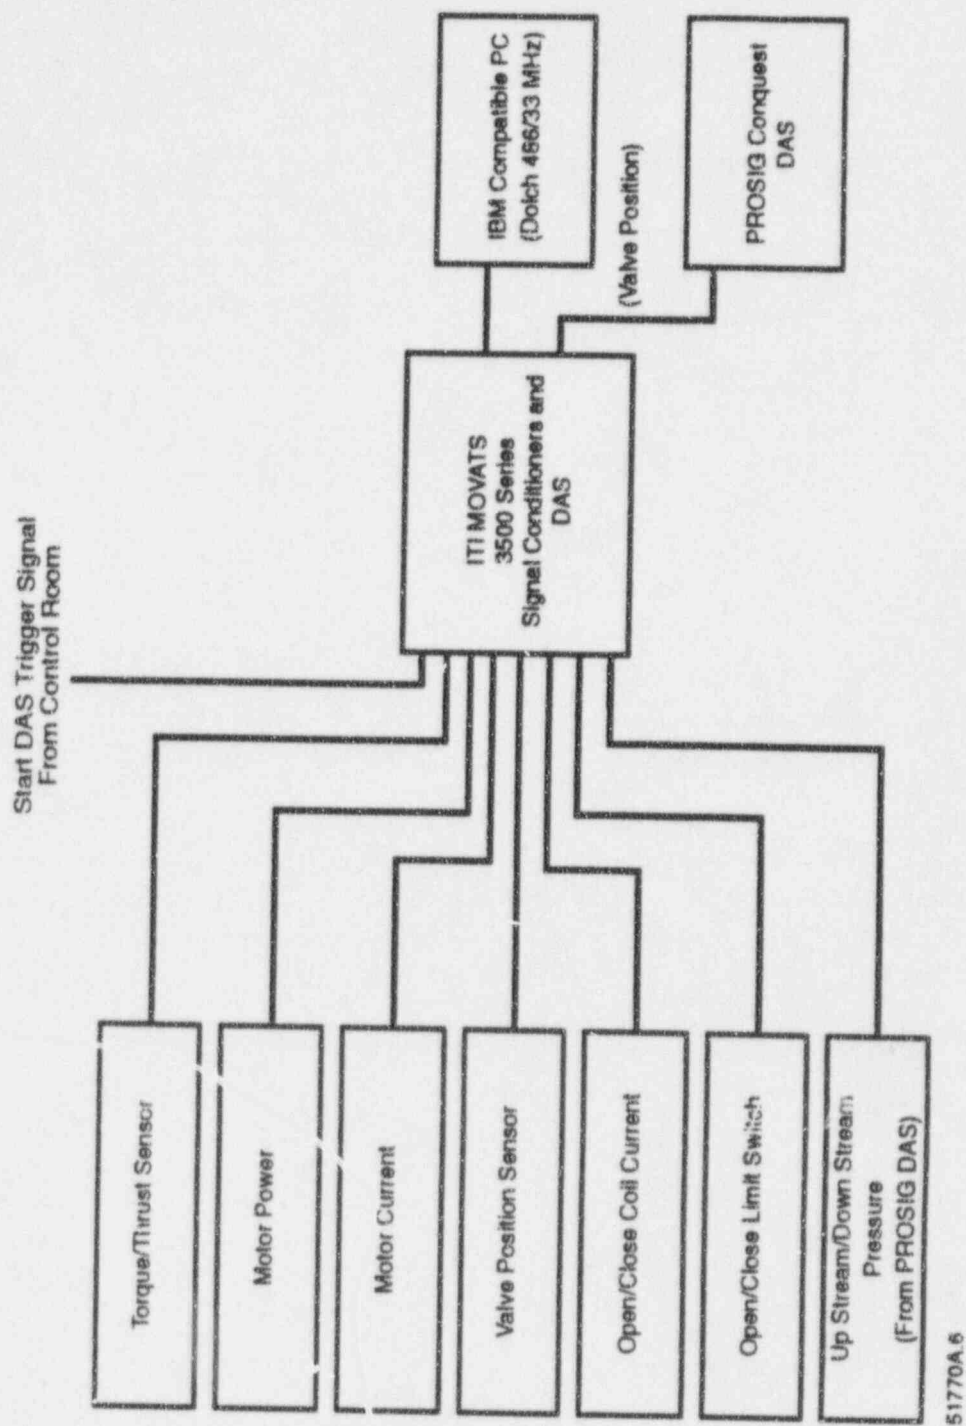 Start DAS Trigger Signal
From Control Room
Torque/Thrust Sensor
Motor Power
Motor Current
Valve Position Sensor
Open/Close Coil Current
Open/Close Limit Switch
Up Stream/Down Stream
Pressure
(From PROSIG DAS)
ITI MOVATS
3500 Series
Signal Conditioners and
DAS
IBM Compatible PC
(Dolch 466/33 MHz)
(Valve Position)
PROSIG Conquest
DAS
51770A.6